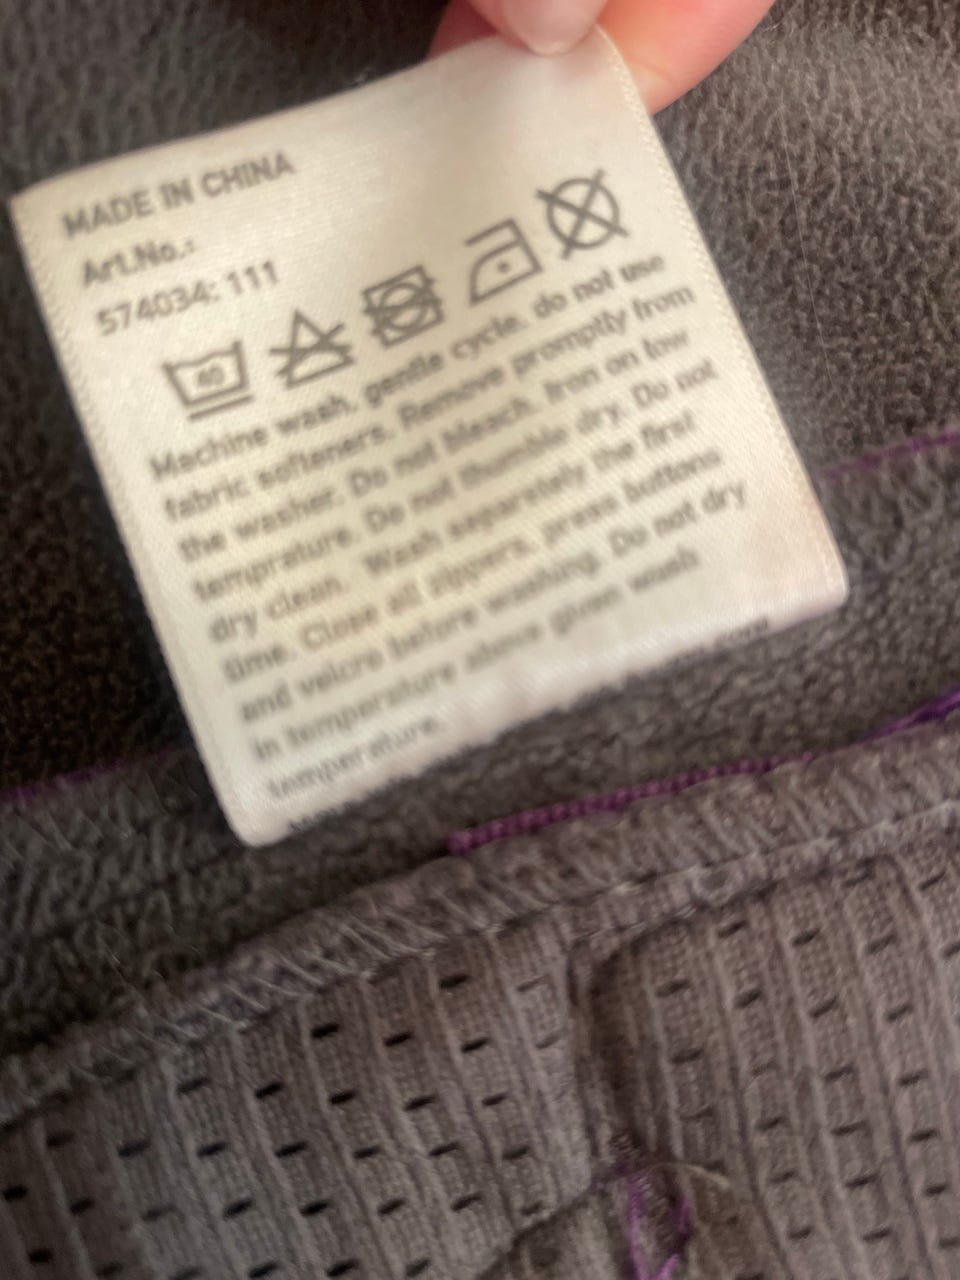 MADE IN CHINA
Art.No.:
574034: 111
40
Machine wash, gentle cycle, do not use
fabric softeners. Remove promptly from
the washer. Do not bleach. Iron on low
temprature. Do not thumble dry. Do not
dry clean. Wash separately the first
time. Close all zippers, press buttons
and velcro before washing. Do not dry
in temperature above given wash
temperature.